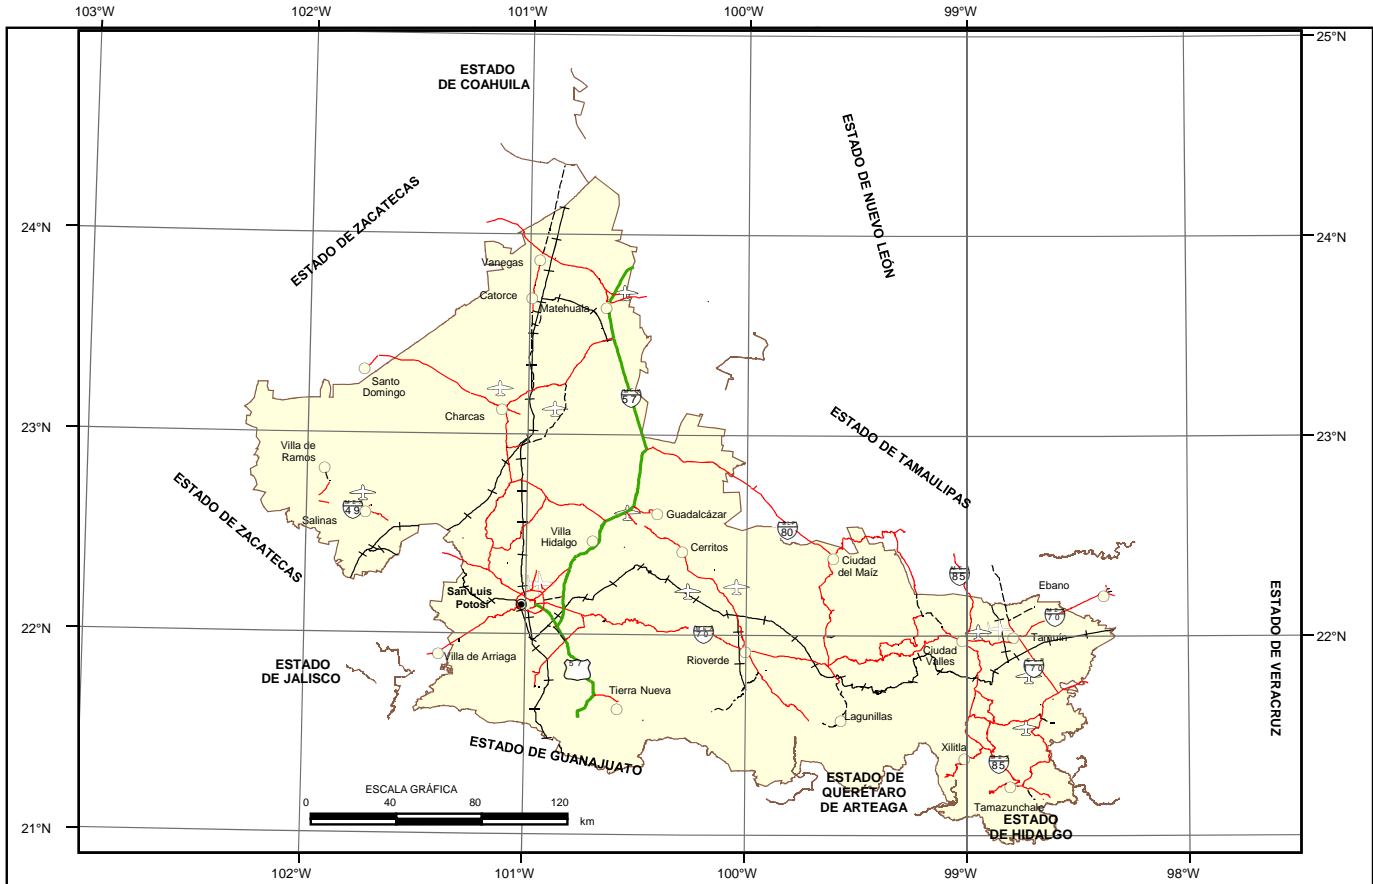 103°W
102°W
101°W
100°W
99°W
25°N
ESTADO
DE COAHUILA
ESTADO DE NUEVO LEÓN
ESTADO DE ZACATECAS
24°N
24°N
Vanegas
Catorce
Matehuala
Santo
Domingo
57
Charcas
23°N
23°N
ESTADO DE TAMAULIPAS
Villa de
Ramos
ESTADO DE ZACATECAS
49
Salinas
Guadalcázar
Villa
Hidalgo
80
Cerritos
Ciudad
del Maíz
85
Ebano
San Luis
Potosí
70
ESTADO DE VERACRUZ
22°N
22°N
70
Tamuín
Villa de Arriaga
Rioverde
Ciudad
Valles
ESTADO
DE JALISCO
57
70
Tierra Nueva
Lagunillas
ESTADO DE GUANAJUATO
Xilitla
85
ESTADO DE
QUERÉTARO
DE ARTEAGA
ESCALA GRÁFICA
0
40
80
120
km
Tamazunchale
ESTADO
DE HIDALGO
21°N
102°W
101°W
100°W
99°W
98°W